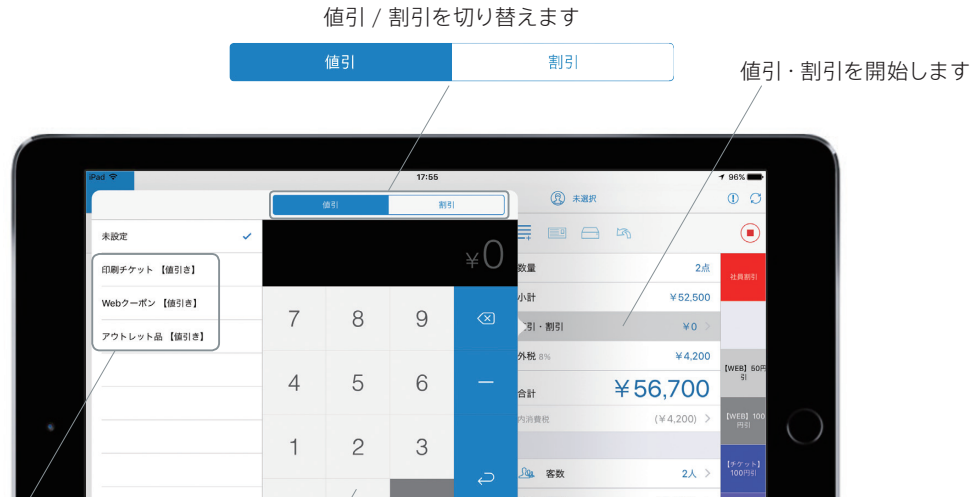 値引 / 割引を切り替えます
値引 割引
値引・割引を開始します
iPad 17:55 96%
値引 割引 未選択
未設定
¥0
印刷チケット 【値引き】
Webクーポン 【値引き】
アウトレット品 【値引き】
7 8 9
4 5 6 −
1 2 3
数量 2点
小計 ¥52,500
引・割引 ¥0
外税 8% ¥4,200
合計 ¥56,700
内消費税 (¥4,200)
客数 2人
社員割引
【WEB】50円
引
【WEB】100
円引
【チケット】
100円引